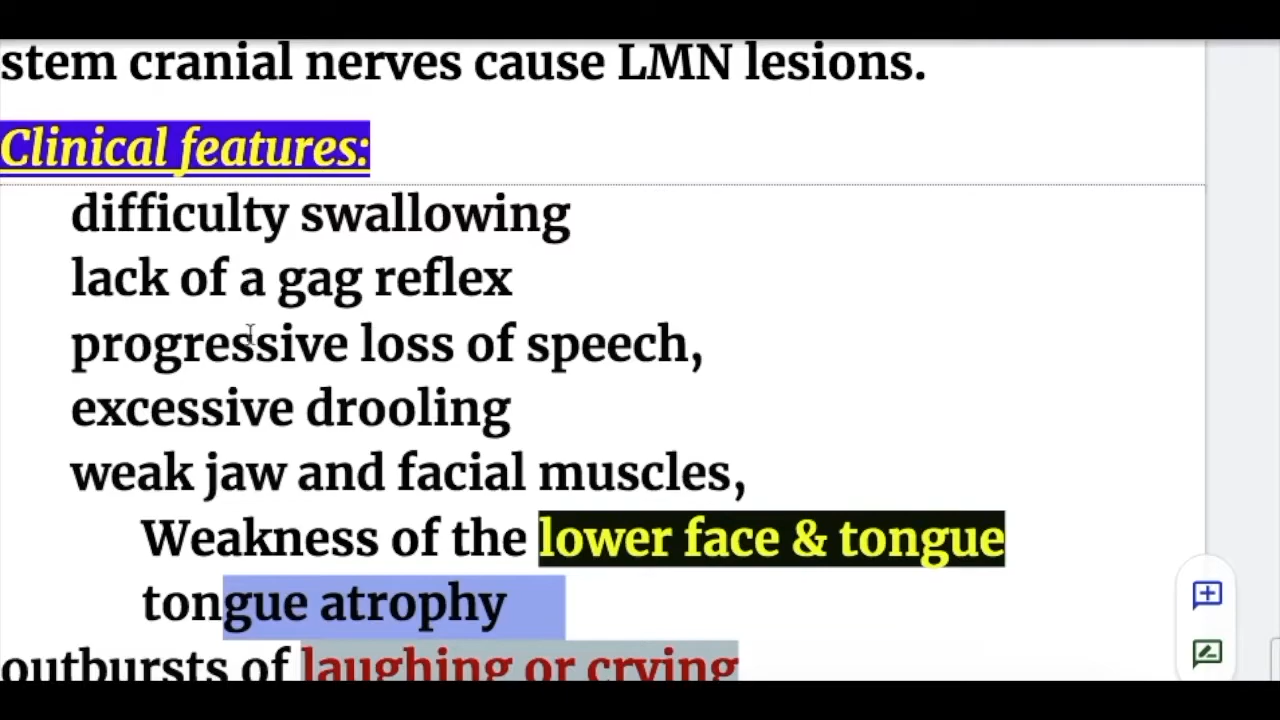 stem cranial nerves cause LMN lesions.
Clinical features:
difficulty swallowing
lack of a gag reflex
progressive loss of speech,
excessive drooling
weak jaw and facial muscles,
Weakness of the lower face & tongue
tongue atrophy
outbursts of laughing or crying